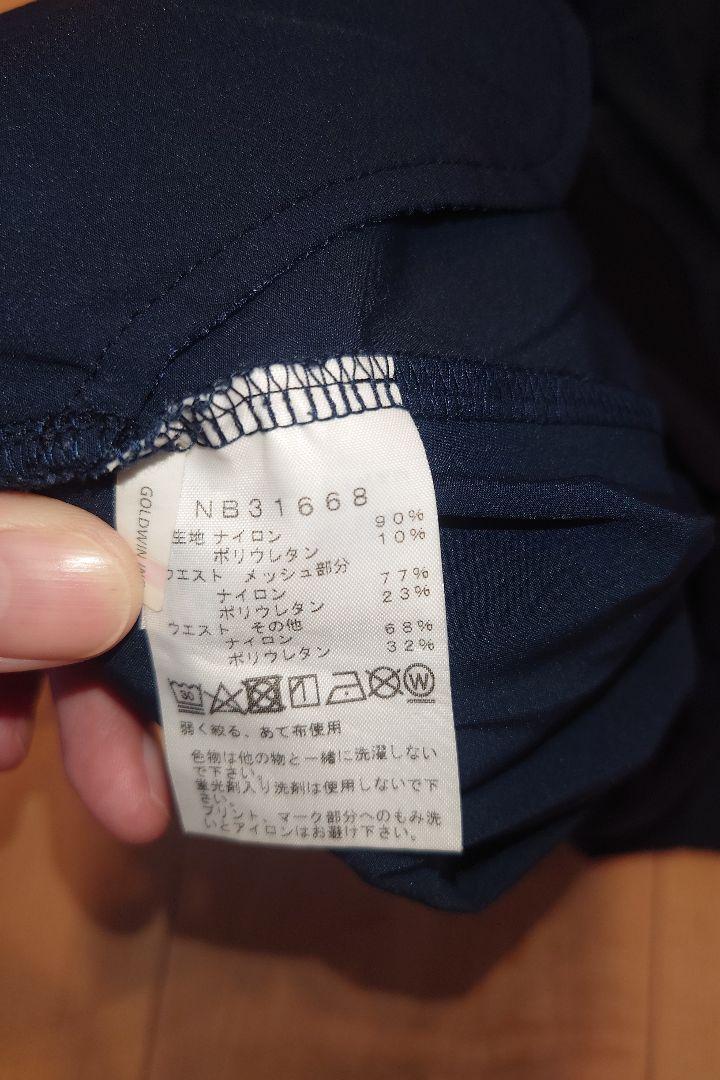 GOLDWIN
NB31668
生地 ナイロン 90%
ポリウレタン 10%
ウエスト メッシュ部分
ナイロン 77%
ポリウレタン 23%
ウエスト その他
ナイロン 68%
ポリウレタン 32%
30 W
弱く絞る、あて布使用
色物は他の物と一緒に洗濯しない
で下さい。
蛍光剤入り洗剤は使用しないで下
さい。
プリント、マーク部分へのもみ洗
いとアイロンはお避け下さい。